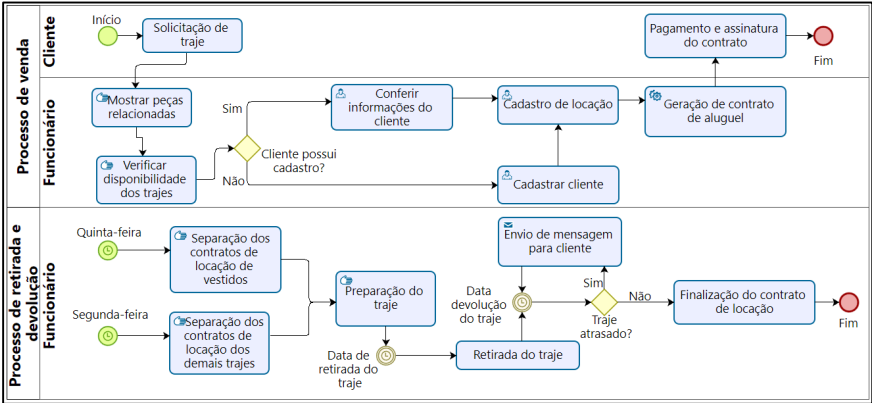 Processo de venda
Cliente
Início
Solicitação de
traje
Pagamento e assinatura
do contrato
Fim
Funcionário
Mostrar peças
relacionadas
Verificar
disponibilidade
dos trajes
Sim
Cliente possui
cadastro?
Não
Conferir
informações do
cliente
Cadastro de locação
Cadastrar cliente
Geração de contrato
de aluguel
Processo de retirada e
devolução
Funcionário
Quinta-feira
Separação dos
contratos de
locação de
vestidos
Segunda-feira
Separação dos
contratos de
locação dos
demais trajes
Preparação do
traje
Data de
retirada do
traje
Retirada do traje
Data
devolução
do traje
Envio de mensagem
para cliente
Sim
Traje
atrasado?
Não
Finalização do contrato
de locação
Fim